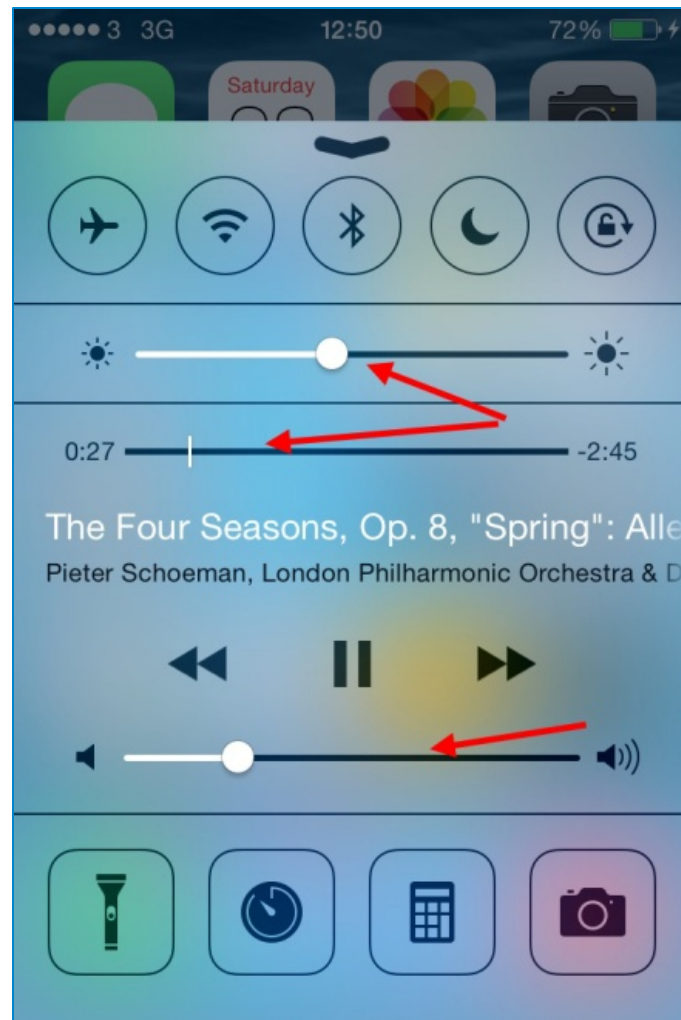 3 3G 12:50 72%
Saturday
0:27 -2:45
The Four Seasons, Op. 8, "Spring": Alle
Pieter Schoeman, London Philharmonic Orchestra & D